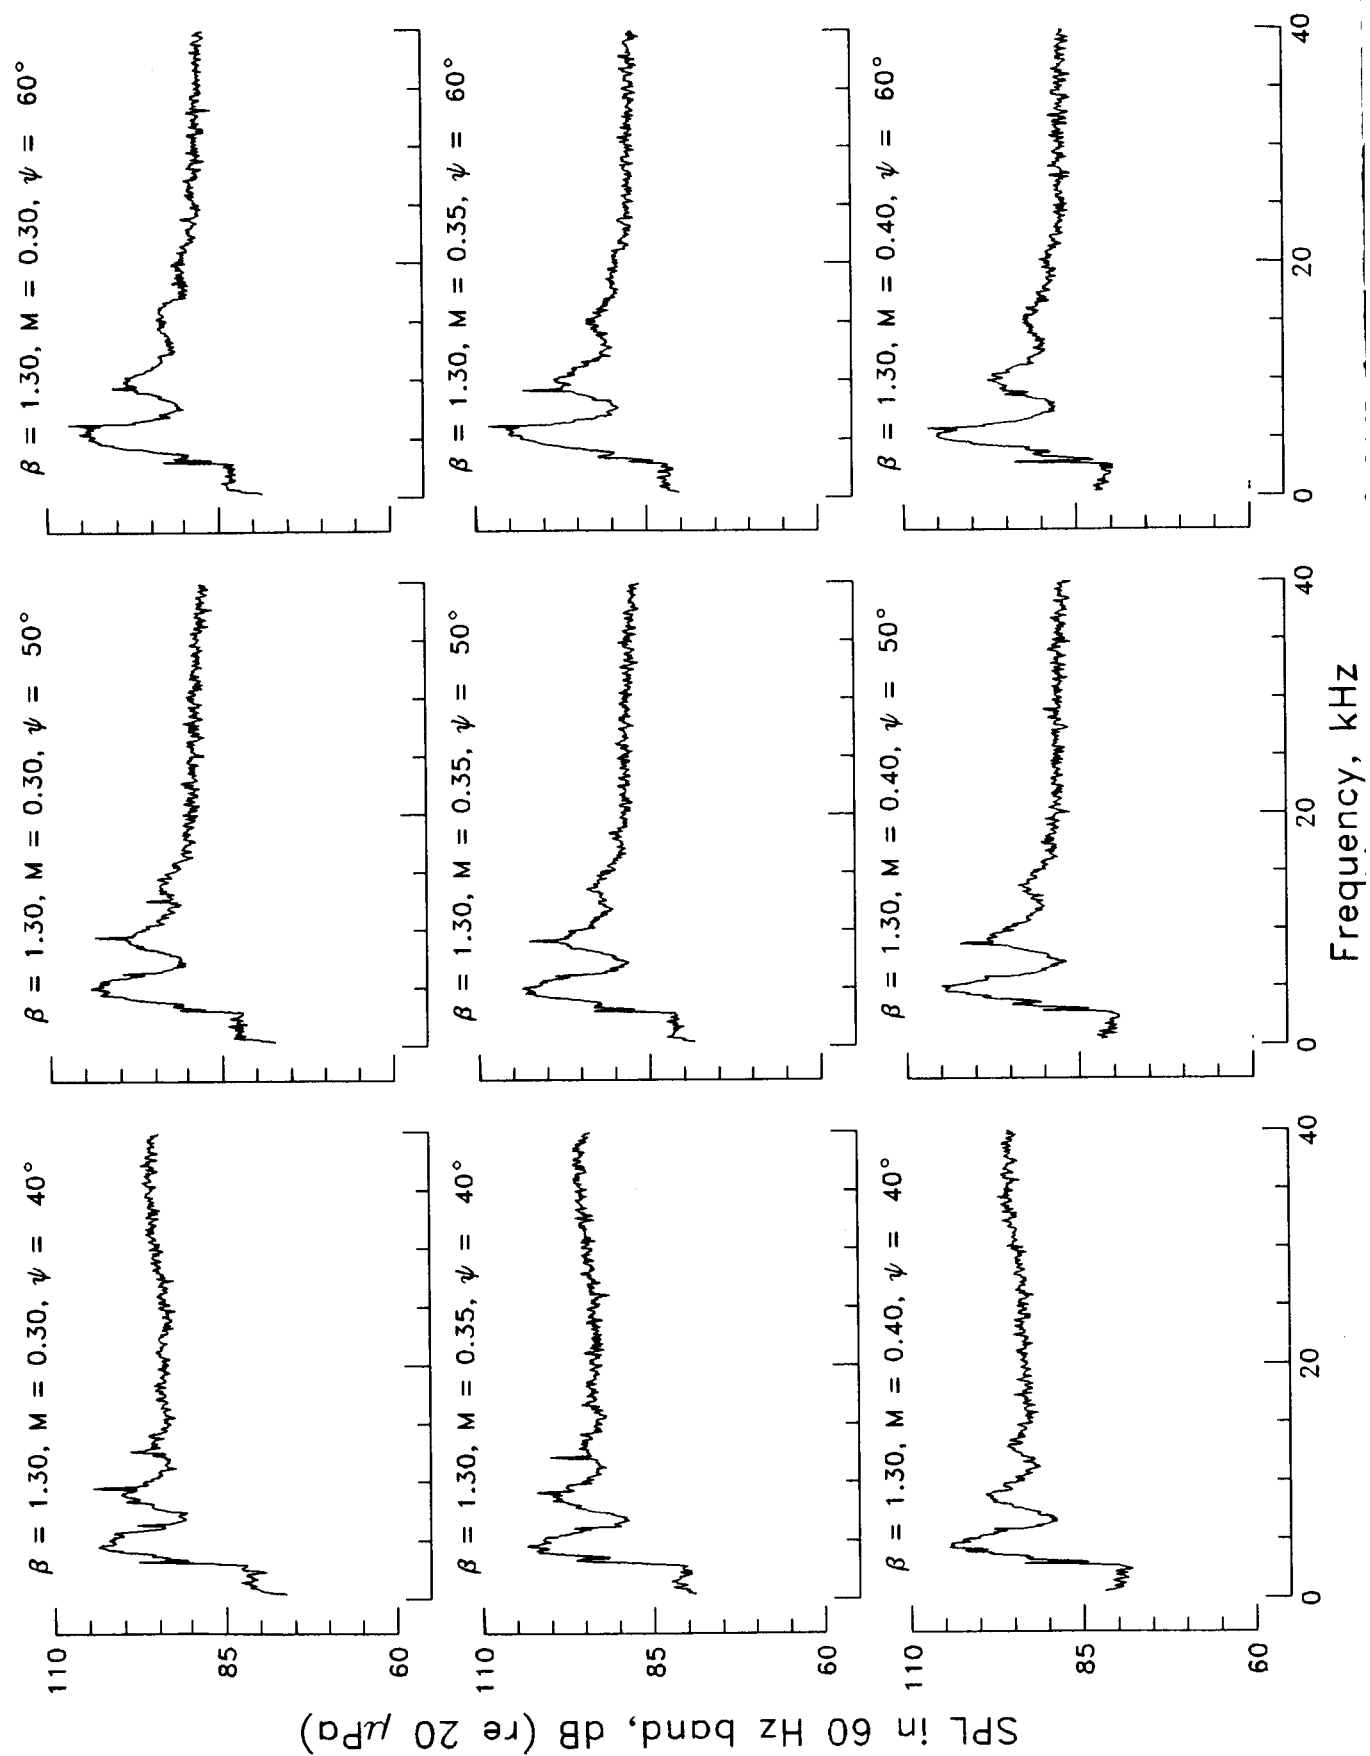 β = 1.30, M = 0.30, ψ = 40°
β = 1.30, M = 0.30, ψ = 50°
β = 1.30, M = 0.30, ψ = 60°
110
85
60
β = 1.30, M = 0.35, ψ = 40°
β = 1.30, M = 0.35, ψ = 50°
β = 1.30, M = 0.35, ψ = 60°
110
85
60
β = 1.30, M = 0.40, ψ = 40°
β = 1.30, M = 0.40, ψ = 50°
β = 1.30, M = 0.40, ψ = 60°
110
85
60
0 20 40
0 20 40
0 20 40
SPL in 60 Hz band, dB (re 20 μPa)
Frequency, kHz